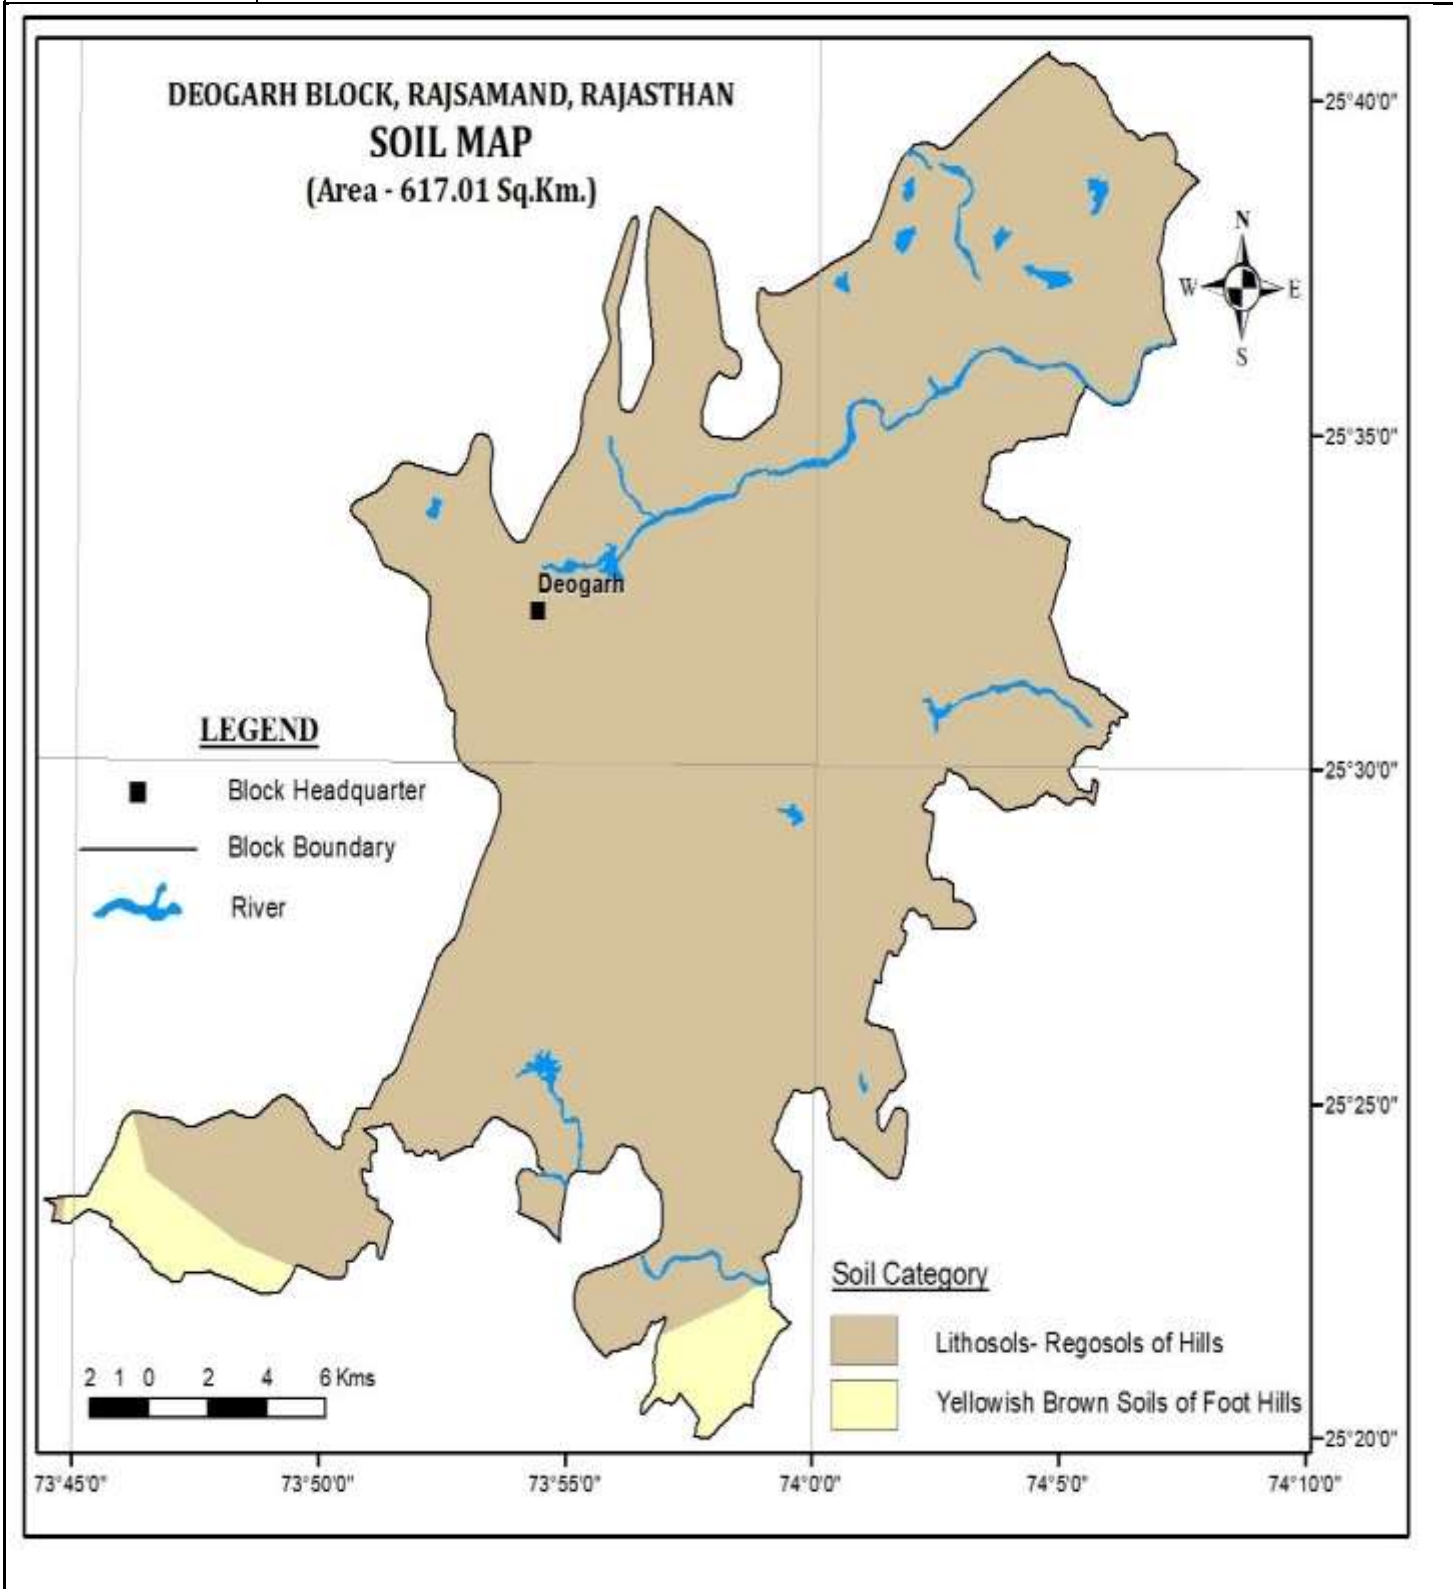 DEOGARH BLOCK, RAJSAMAND, RAJASTHAN
SOIL MAP
(Area - 617.01 Sq.Km.)
25°40'0"
N
W E
S
25°35'0"
Deogarh
LEGEND
Block Headquarter
Block Boundary
River
25°30'0"
25°25'0"
Soil Category
Lithosols- Regosols of Hills
Yellowish Brown Soils of Foot Hills
2 1 0 2 4 6 Kms
25°20'0"
73°45'0" 73°50'0" 73°55'0" 74°0'0" 74°5'0" 74°10'0"